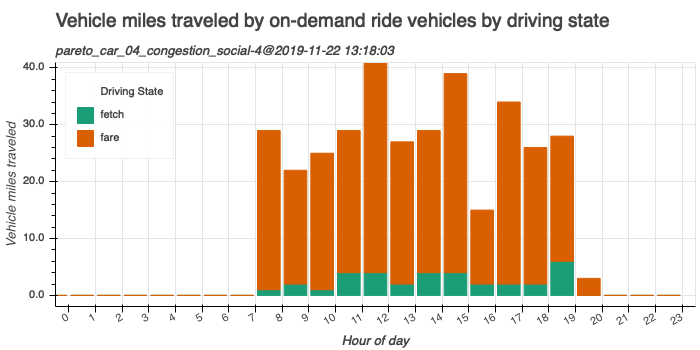 Vehicle miles traveled by on-demand ride vehicles by driving state
pareto_car_04_congestion_social-4@2019-11-22 13:18:03
40.0
30.0
20.0
10.0
0.0
Vehicle miles traveled
Driving State
fetch
fare
0 1 2 3 4 5 6 7 8 9 10 11 12 13 14 15 16 17 18 19 20 21 22 23
Hour of day